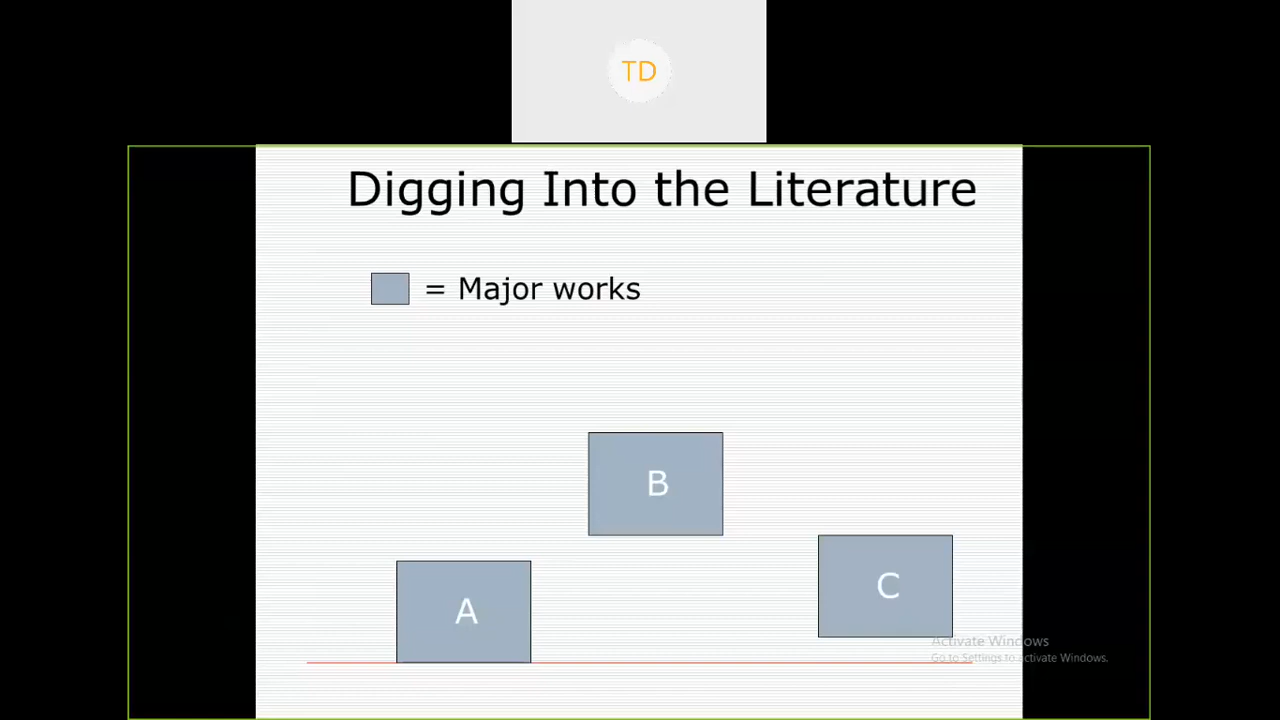 TD
Digging Into the Literature
= Major works
B
C
A
Activate Windows
Go to Settings to activate Windows.